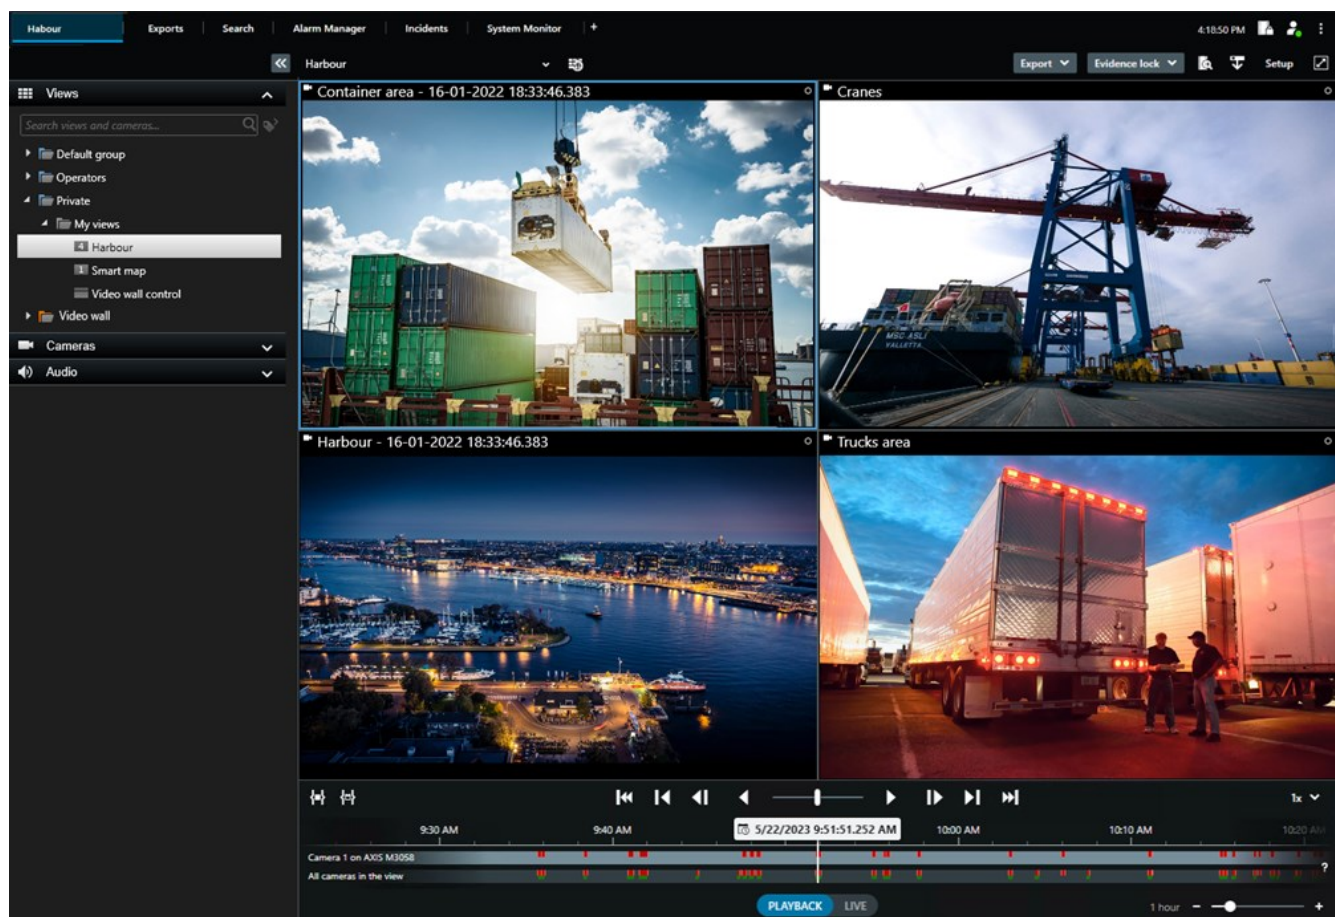 Habour Exports Search Alarm Manager Incidents System Monitor + 4:18:50 PM
Harbour Export Evidence lock Setup
Views
Search views and cameras...
Default group
Operators
Private
My views
4 Harbour
1 Smart map
Video wall control
Video wall
Cameras
Audio
Container area - 16-01-2022 18:33:46.383
Cranes
MSC ASLI
VALLETTA
Harbour - 16-01-2022 18:33:46.383
Trucks area
1x
9:30 AM 9:40 AM 5/22/2023 9:51:51.252 AM 10:00 AM 10:10 AM 10:20 AM
Camera 1 on AXIS M3058
All cameras in the view
?
PLAYBACK LIVE
1 hour - +